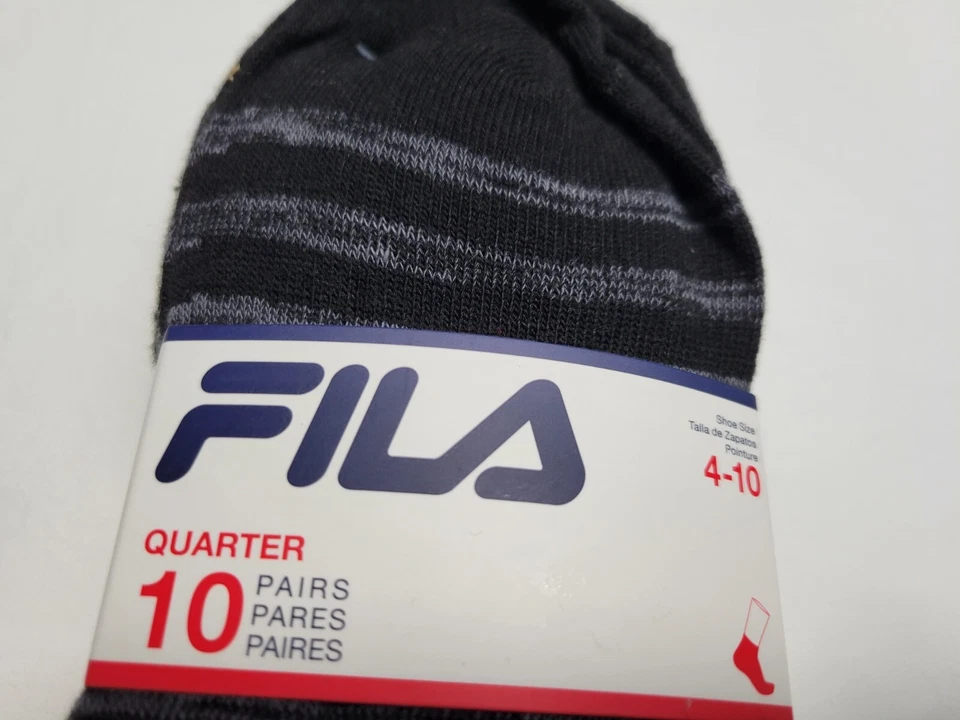 FILA
Shoe Size
Talla de Zapatos
Pointure
4-10
QUARTER
10 PAIRS
PARES
PAIRES